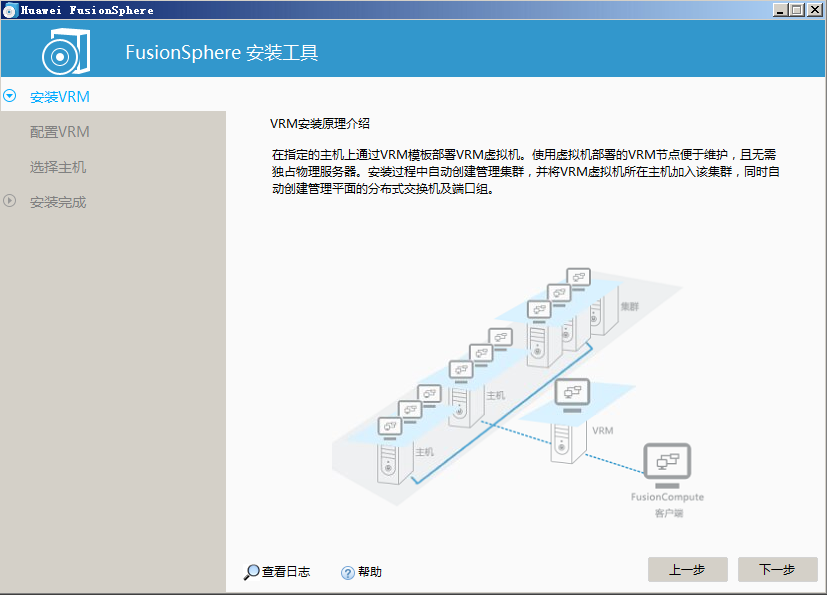 Huawei FusionSphere
FusionSphere 安装工具
安装VRM
配置VRM
选择主机
安装完成
VRM安装原理介绍
在指定的主机上通过VRM模板部署VRM虚拟机。使用虚拟机部署的VRM节点便于维护，且无需
独占物理服务器。安装过程中自动创建管理集群，并将VRM虚拟机所在主机加入该集群，同时自
动创建管理平面的分布式交换机及端口组。
集群
主机
主机
VRM
FusionCompute
客户端
查看日志
帮助
上一步
下一步